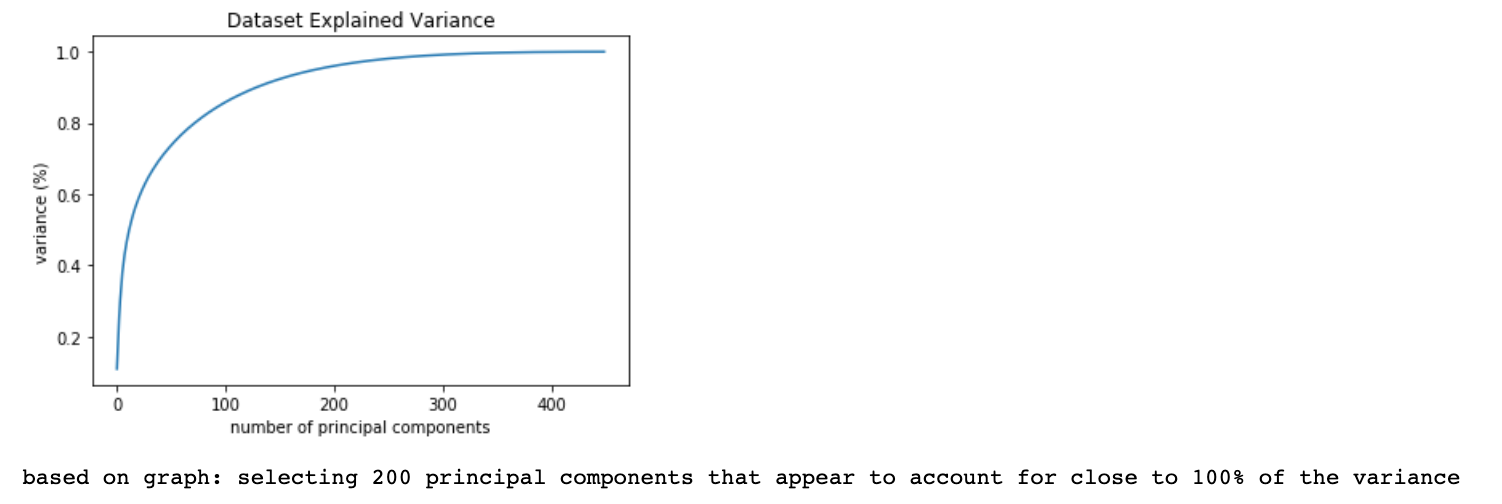 Dataset Explained Variance
1.0
0.8
0.6
0.4
0.2
variance (%)
0 100 200 300 400
number of principal components
based on graph: selecting 200 principal components that appear to account for close to 100% of the variance